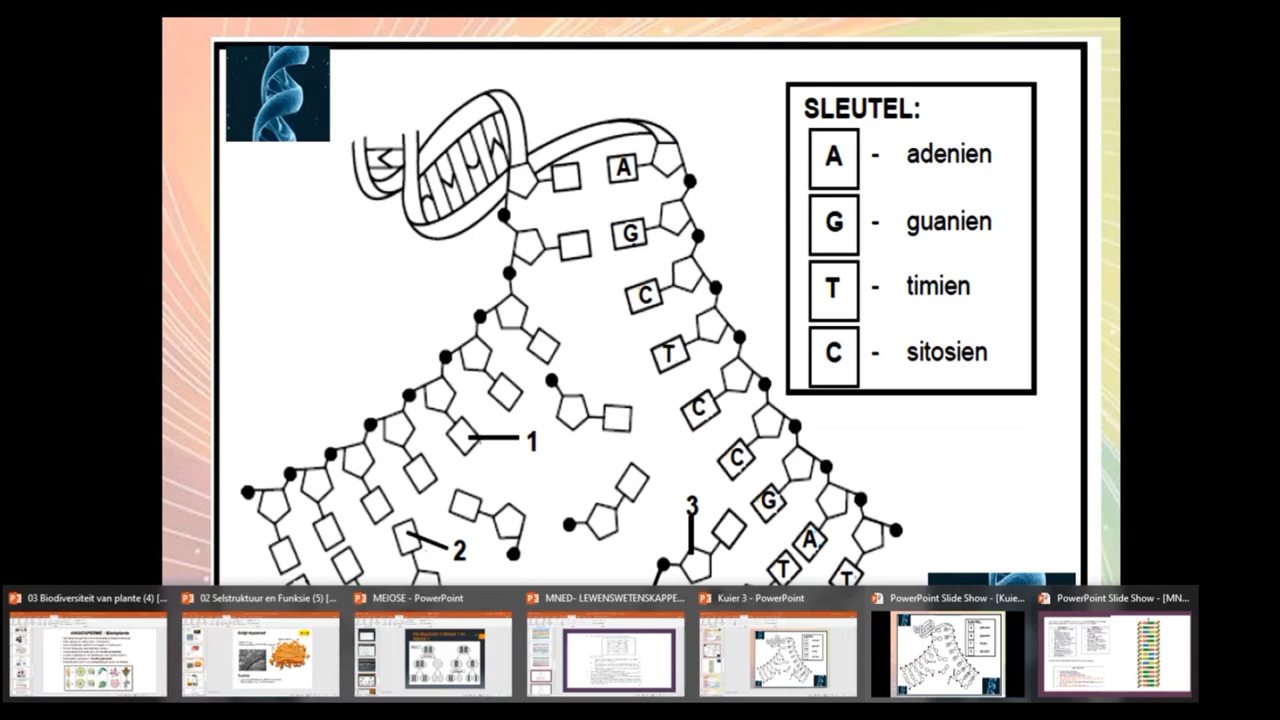 SLEUTEL:
A - adenien
G - guanien
T - timien
C - sitosien
A
G
C
T
C
C
G
A
T
T
1
2
3
03 Biodiversiteit van plante (4) [...
02 Selstruktuur en Funksie (5) [...
MEIOSE - PowerPoint
MNED- LEWENSWETENSKAPPE...
Kuier 3 - PowerPoint
PowerPoint Slide Show - [Kuie...
PowerPoint Slide Show - [MN...